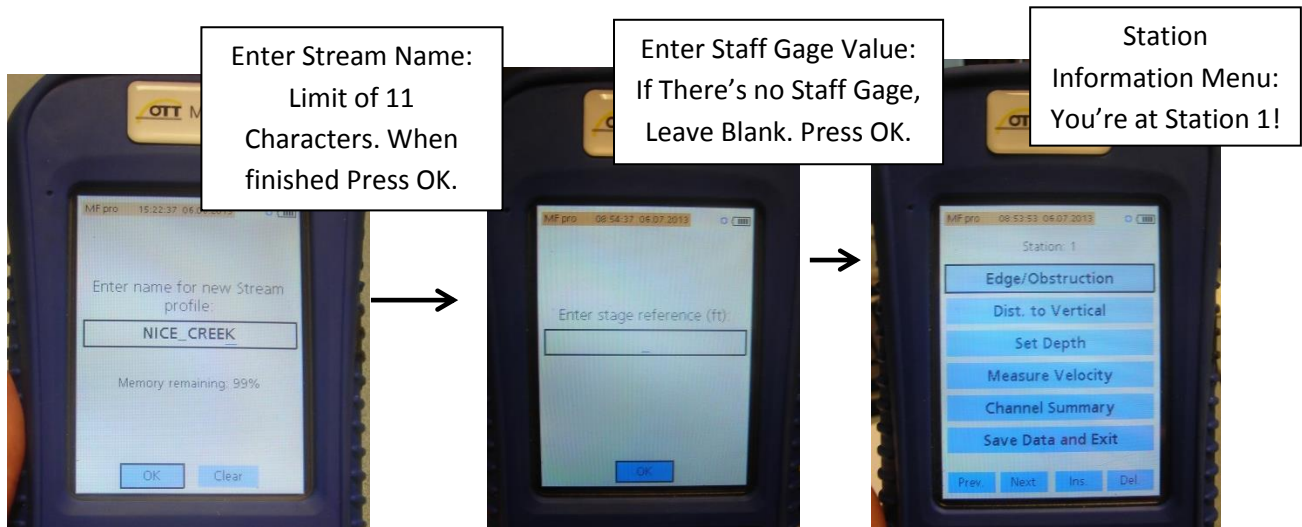 Enter Stream Name:
Limit of 11
Characters. When
finished Press OK.
Enter Staff Gage Value:
If There's no Staff Gage,
Leave Blank. Press OK.
Station
Information Menu:
You're at Station 1!
OTT M
MF pro 15:22:37
Enter name for new Stream
profile:
NICE_CREEK
Memory remaining: 99%
OK Clear
MF pro 08:54:37 06.07.2013
Enter stage reference (ft):
_
OK
MF pro 08:53:53 06.07.2013
Station: 1
Edge/Obstruction
Dist. to Vertical
Set Depth
Measure Velocity
Channel Summary
Save Data and Exit
Prev. Next Ins. Del.